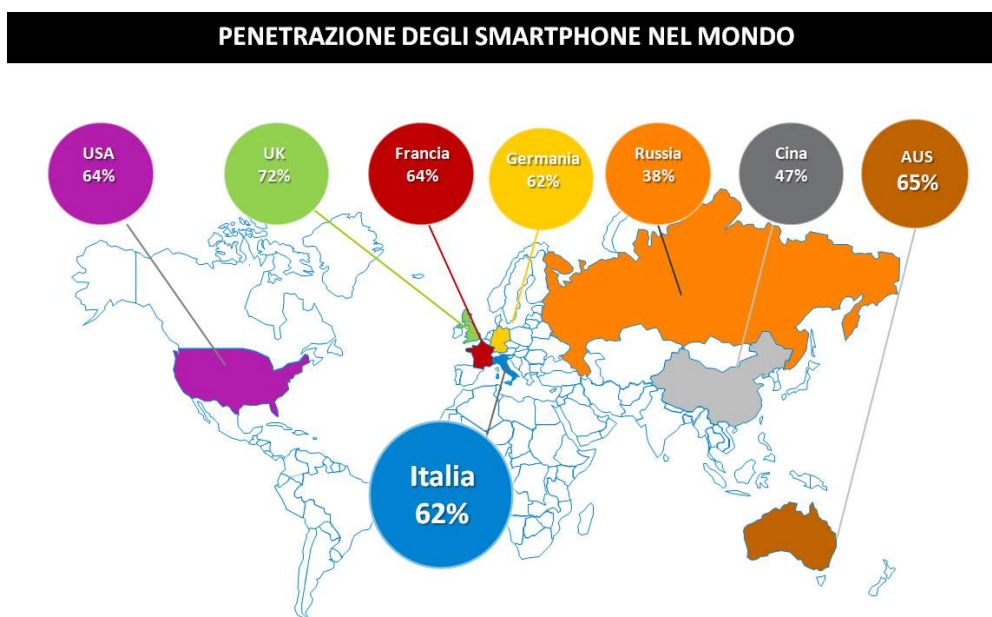 PENETRAZIONE DEGLI SMARTPHONE NEL MONDO
USA
64%
UK
72%
Francia
64%
Germania
62%
Russia
38%
Cina
47%
AUS
65%
Italia
62%